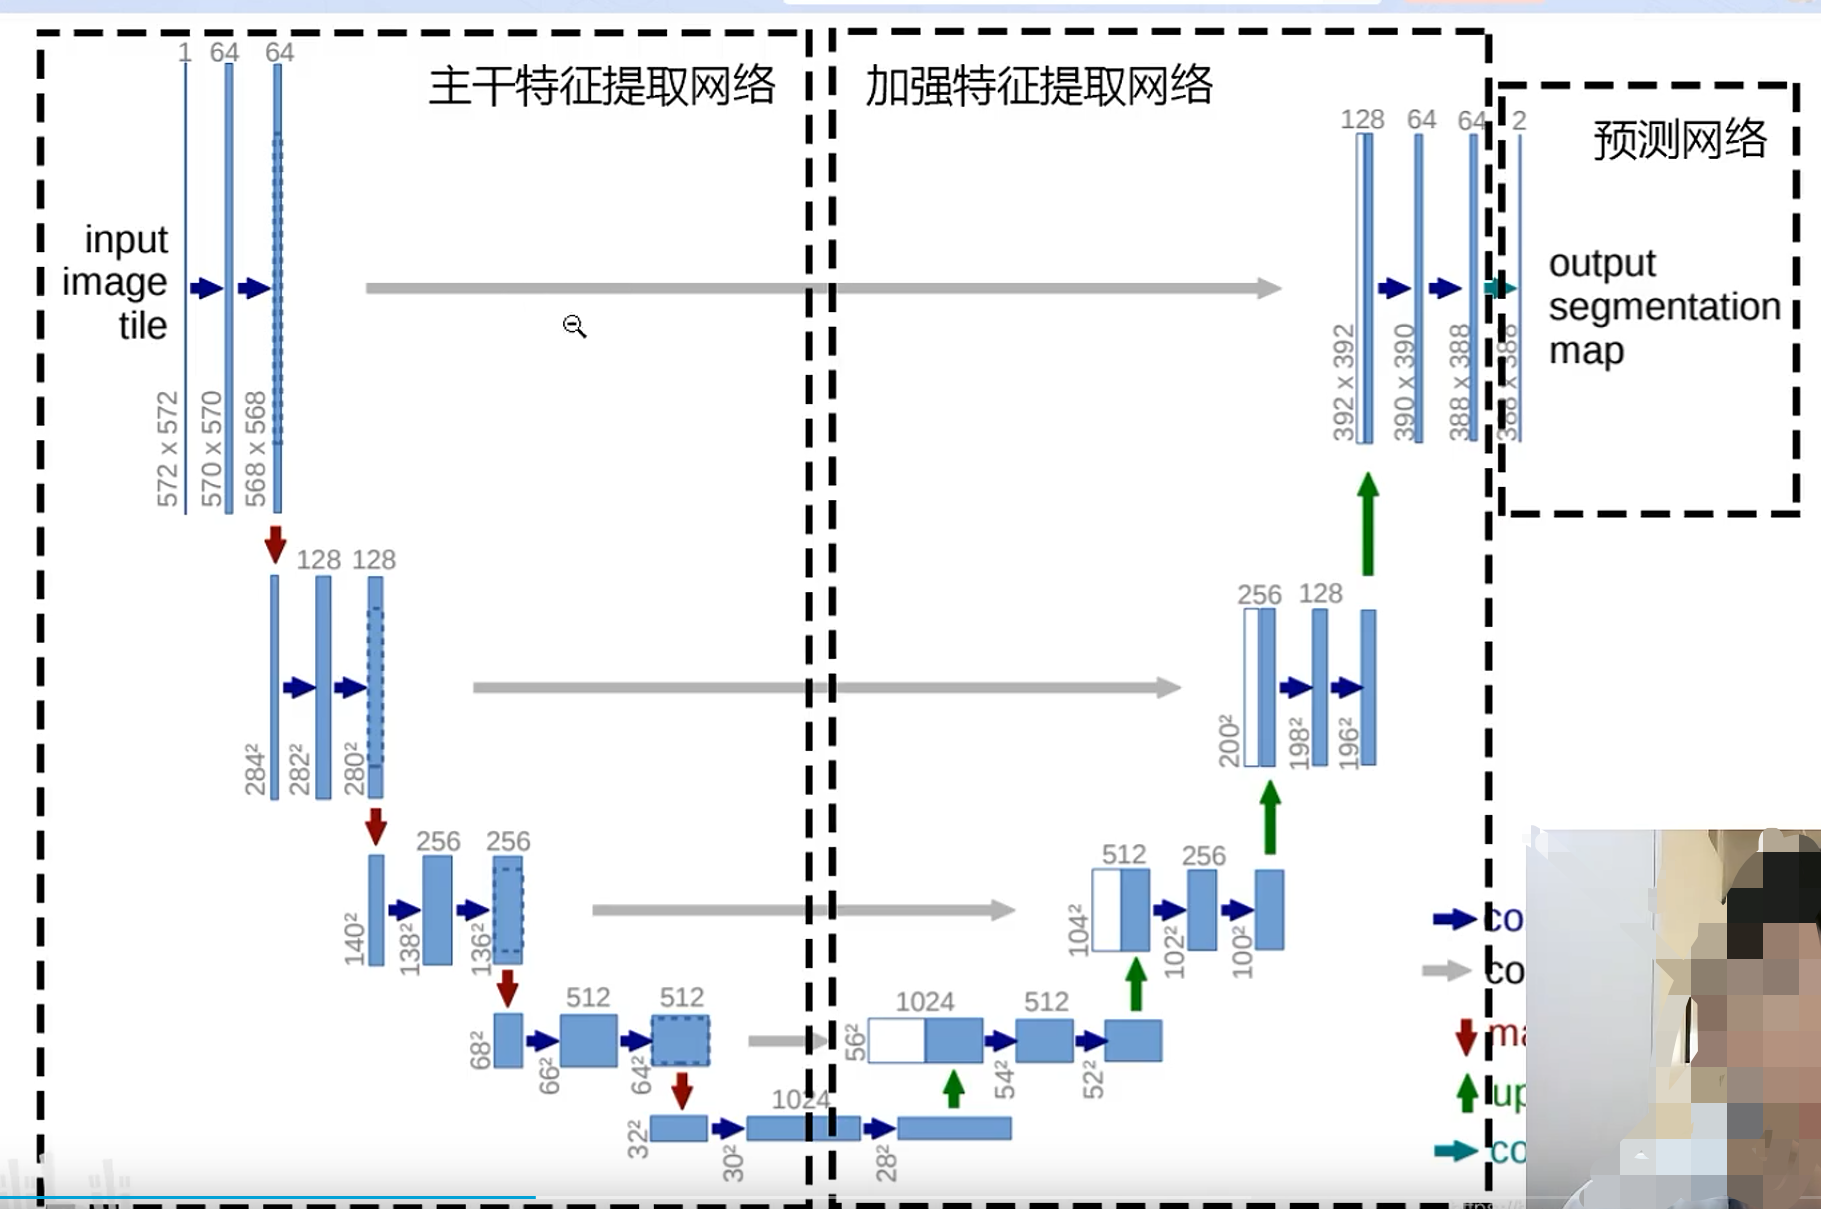 主干特征提取网络
加强特征提取网络
预测网络
1 64 64
input
image
tile
572 x 572
570 x 570
568 x 568
128 128
284²
282²
280²
256 256
140²
138²
136²
512 512
68²
66²
64²
1024
32²
30²
28²
1024 512
56²
54²
52²
512 256
104²
102²
100²
256 128
200²
198²
196²
128 64 64 2
392 x 392
390 x 390
388 x 388
388 x 388
output
segmentation
map
co
co
ma
up
co